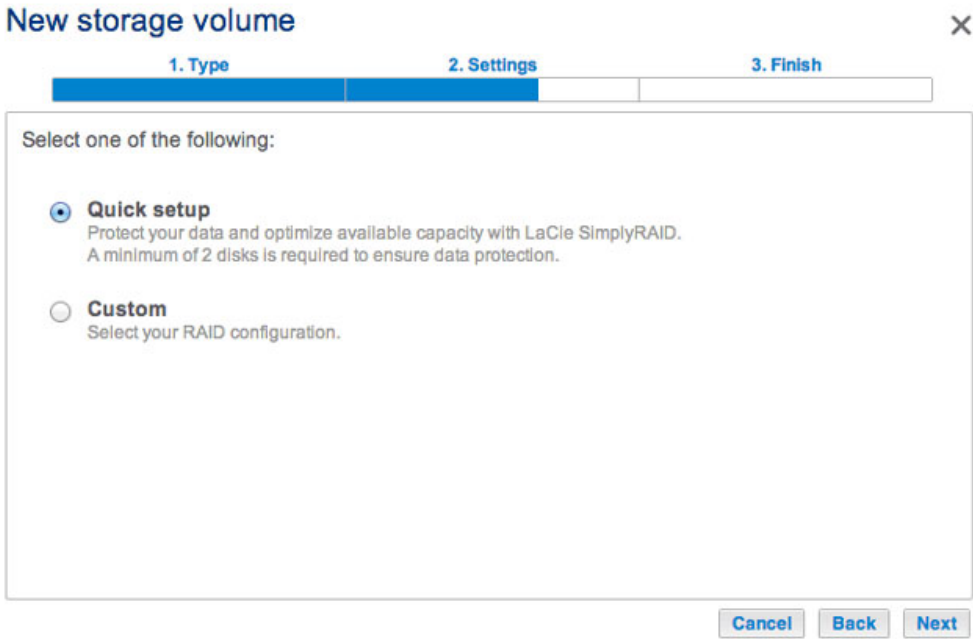 New storage volume
1. Type
2. Settings
3. Finish
Select one of the following:
Quick setup
Protect your data and optimize available capacity with LaCie SimplyRAID.
A minimum of 2 disks is required to ensure data protection.
Custom
Select your RAID configuration.
Cancel
Back
Next